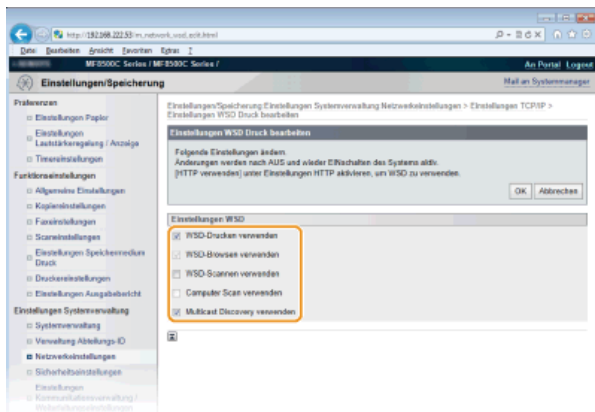 http://192.168.222.53/m_network_wsd_edit.html
Datei Bearbeiten Ansicht Favoriten Extras ?
MF8500C Series / MF8500C Series /
An Portal Logout
Einstellungen/Speicherung
Mail an Systemmanager
Präferenzen
Einstellungen Papier
Einstellungen
Lautstärkeregelung / Anzeige
Timereinstellungen
Funktionseinstellungen
Allgemeine Einstellungen
Kopiereinstellungen
Faxeinstellungen
Scaneinstellungen
Einstellungen Speichermedium
Druck
Druckereinstellungen
Einstellungen Ausgabebericht
Einstellungen Systemverwaltung
Systemverwaltung
Verwaltung Abteilungs-ID
Netzwerkeinstellungen
Sicherheitseinstellungen
Einstellungen
Kommunikationsverwaltung /
Weiterleitungseinstellungen
Einstellungen/Speicherung:Einstellungen Systemverwaltung:Netzwerkeinstellungen > Einstellungen TCP/IP >
Einstellungen WSD Druck bearbeiten
Einstellungen WSD Druck bearbeiten
Folgende Einstellungen ändern.
Änderungen werden nach AUS und wieder EINschalten des Systems aktiv.
[HTTP verwenden] unter Einstellungen HTTP aktivieren, um WSD zu verwenden.
OK Abbrechen
Einstellungen WSD
WSD-Drucken verwenden
WSD-Browsen verwenden
WSD-Scannen verwenden
Computer Scan verwenden
Multicast Discovery verwenden